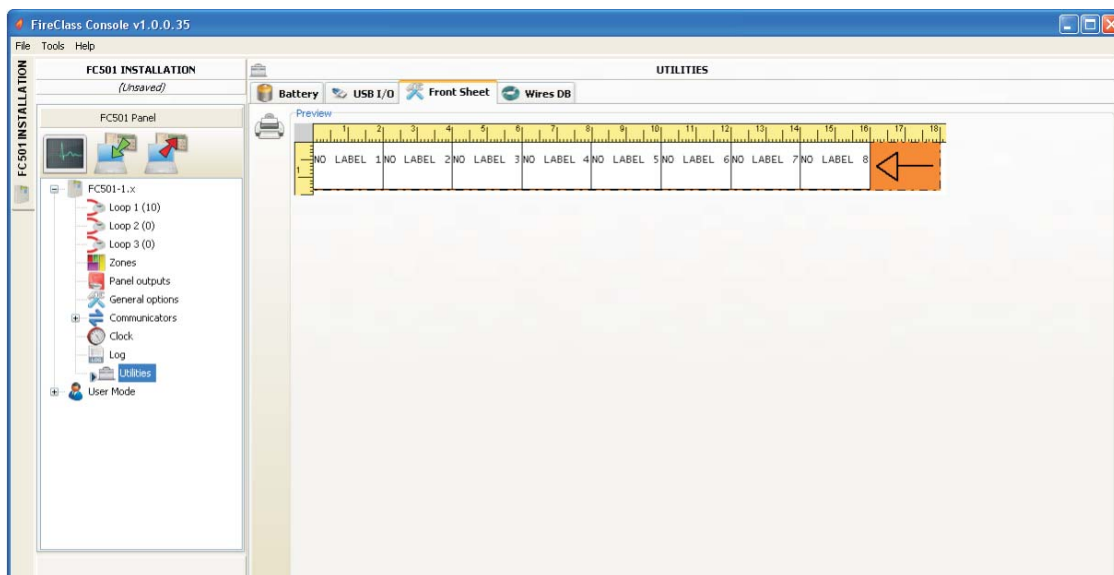 FireClass Console v1.0.0.35
File Tools Help
FC501 INSTALLATION
FC501 INSTALLATION
(Unsaved)
UTILITIES
Battery USB I/O Front Sheet Wires DB
FC501 Panel
Preview
1 2 3 4 5 6 7 8 9 10 11 12 13 14 15 16 17 18
1
NO LABEL 1 NO LABEL 2 NO LABEL 3 NO LABEL 4 NO LABEL 5 NO LABEL 6 NO LABEL 7 NO LABEL 8
FC501-1.x
Loop 1 (10)
Loop 2 (0)
Loop 3 (0)
Zones
Panel outputs
General options
Communicators
Clock
Log
Utilities
User Mode